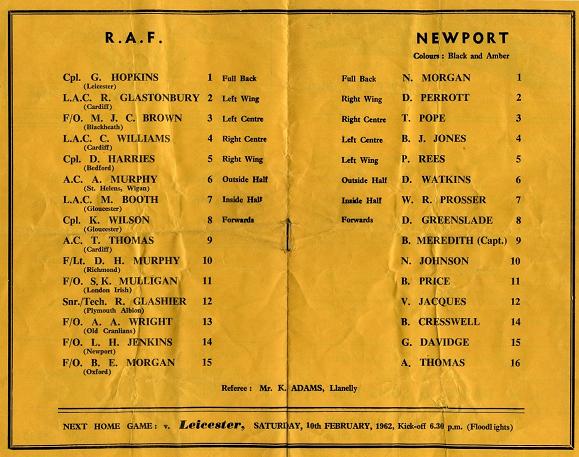 R.A.F.
NEWPORT
Colours : Black and Amber
Cpl. G. HOPKINS 1 Full Back
(Leicester)
L.A.C. R. GLASTONBURY 2 Left Wing
(Cardiff)
F/O. M. J. C. BROWN 3 Left Centre
(Blackheath)
L.A.C. C. WILLIAMS 4 Right Centre
(Cardiff)
Cpl. D. HARRIES 5 Right Wing
(Bedford)
A.C. A. MURPHY 6 Outside Half
(St. Helens, Wigan)
L.A.C. M. BOOTH 7 Inside Half
(Gloucester)
Cpl. K. WILSON 8 Forwards
(Gloucester)
A.C. T. THOMAS 9
(Cardiff)
F/Lt. D. H. MURPHY 10
(Richmond)
F/O. S. K. MULLIGAN 11
(London Irish)
Snr./Tech. R. GLASHIER 12
(Plymouth Albion)
F/O. A. A. WRIGHT 13
(Old Cranlians)
F/O. L. H. JENKINS 14
(Newport)
F/O. B. E. MORGAN 15
(Oxford)
Full Back N. MORGAN 1
Right Wing D. PERROTT 2
Right Centre T. POPE 3
Left Centre B. J. JONES 4
Left Wing P. REES 5
Outside Half D. WATKINS 6
Inside Half W. R. PROSSER 7
Forwards D. GREENSLADE 8
B. MEREDITH (Capt.) 9
N. JOHNSON 10
B. PRICE 11
V. JACQUES 12
B. CRESSWELL 14
G. DAVIDGE 15
A. THOMAS 16
Referee : Mr. K. ADAMS, Llanelly
NEXT HOME GAME : v. Leicester, SATURDAY, 10th FEBRUARY, 1962, Kick-off 6.30 p.m. (Floodlights)